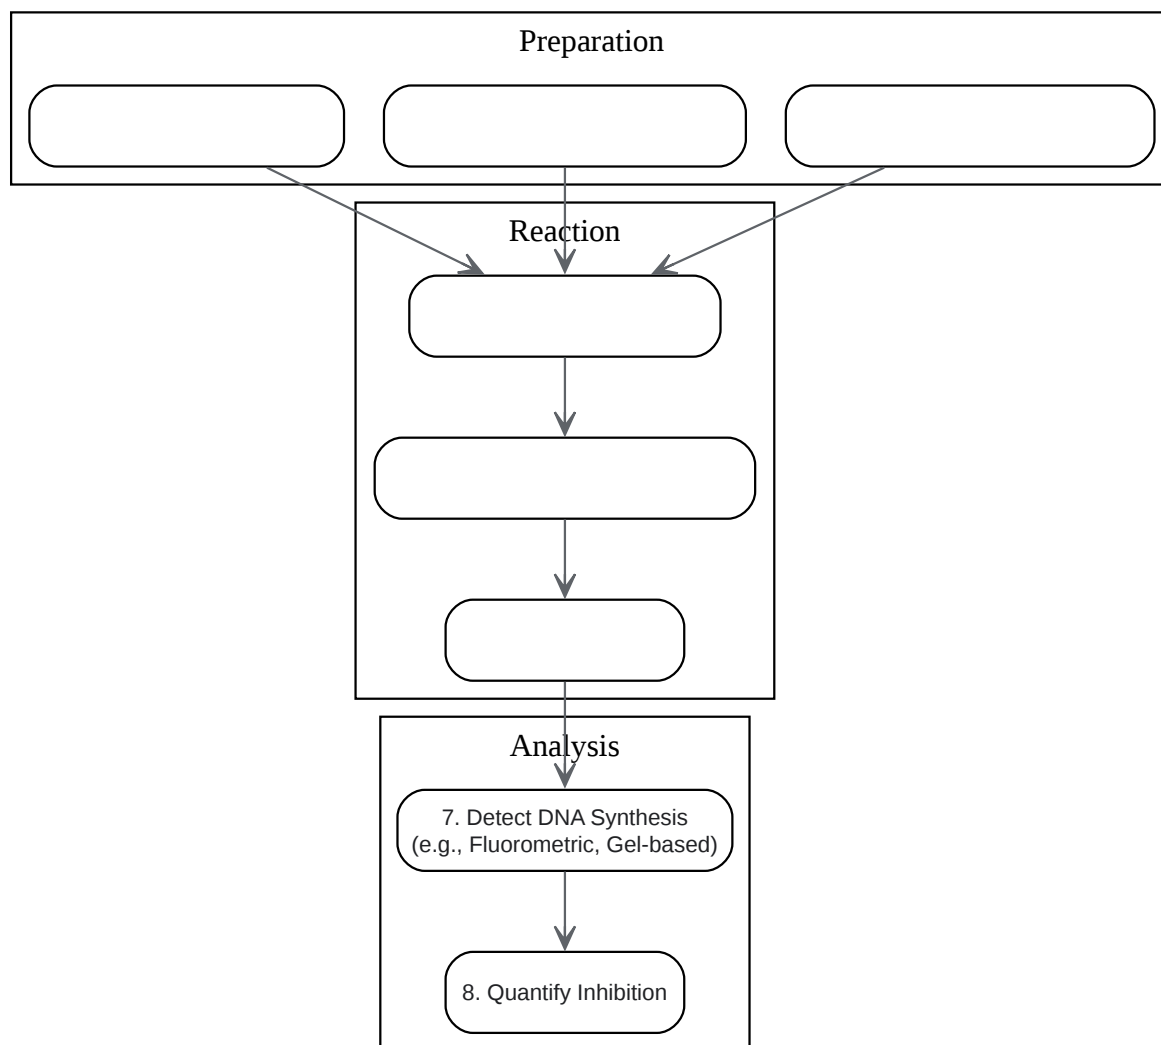 Preparation
Reaction
Analysis
7. Detect DNA Synthesis
(e.g., Fluorometric, Gel-based)
8. Quantify Inhibition